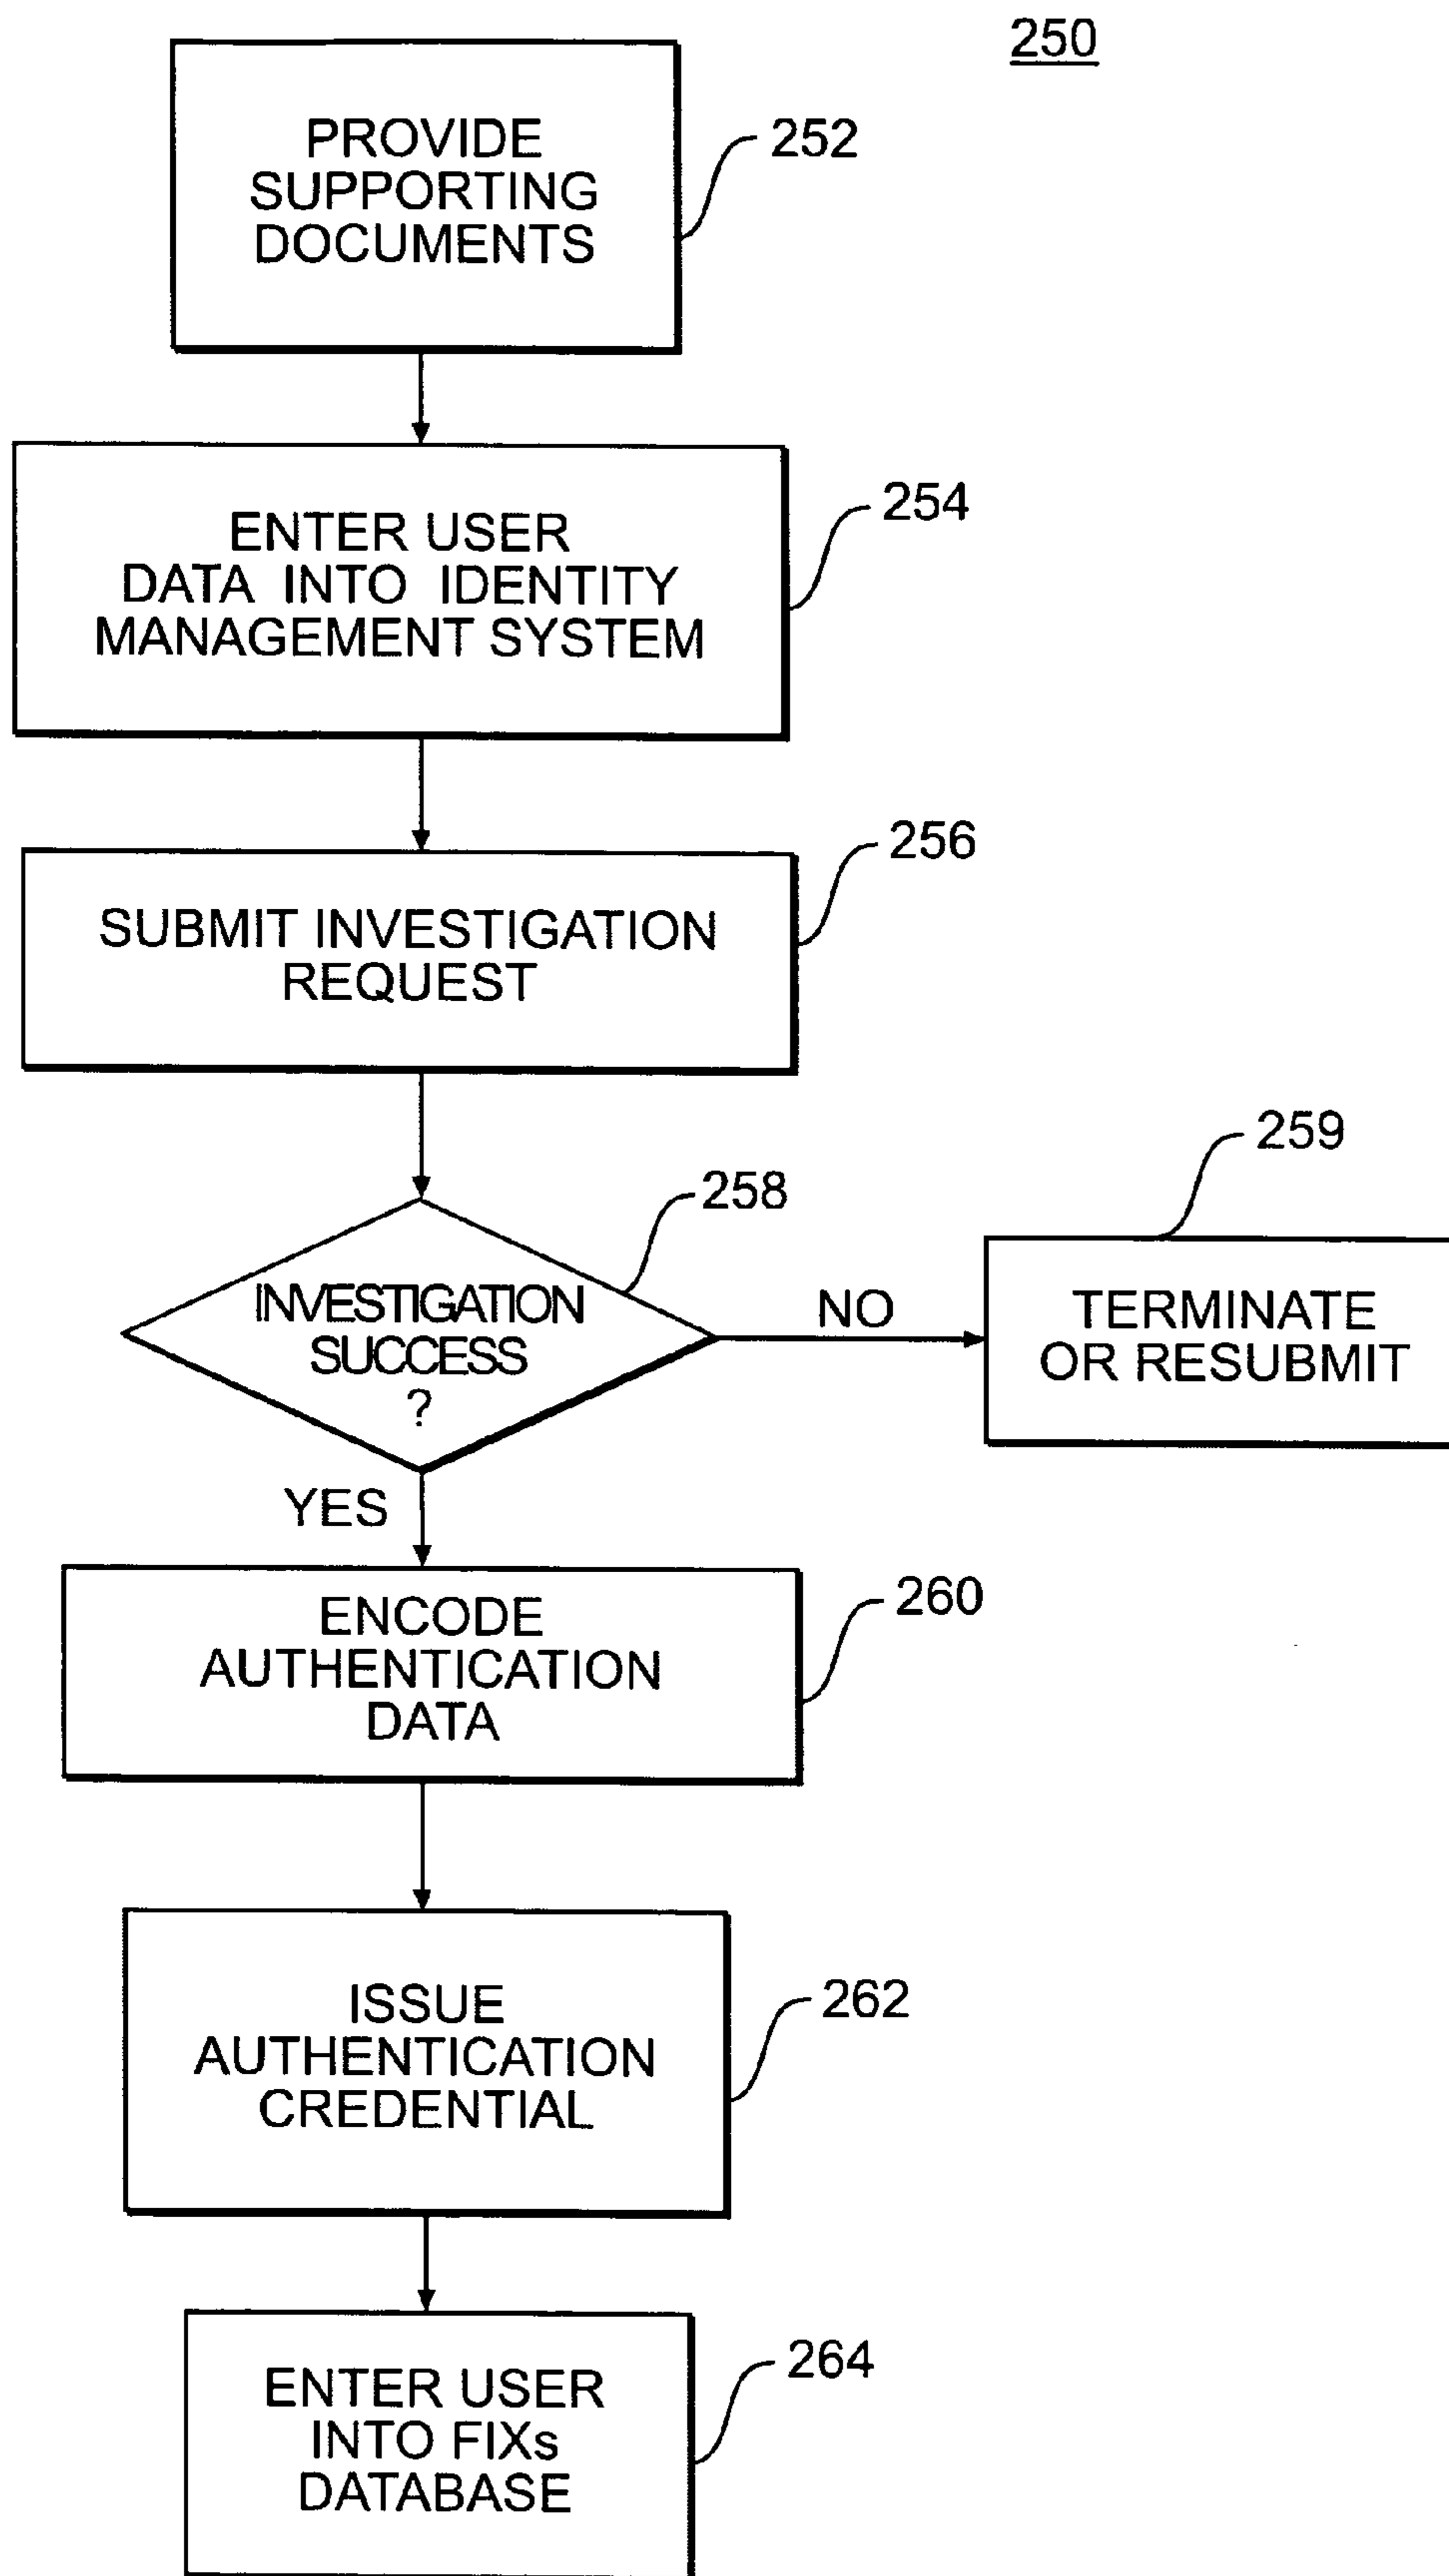 250
PROVIDE
SUPPORTING
DOCUMENTS
252
ENTER USER
DATA INTO IDENTITY
MANAGEMENT SYSTEM
254
SUBMIT INVESTIGATION
REQUEST
256
INVESTIGATION
SUCCESS
?
258
NO
TERMINATE
OR RESUBMIT
259
YES
ENCODE
AUTHENTICATION
DATA
260
ISSUE
AUTHENTICATION
CREDENTIAL
262
ENTER USER
INTO FIXs
DATABASE
264